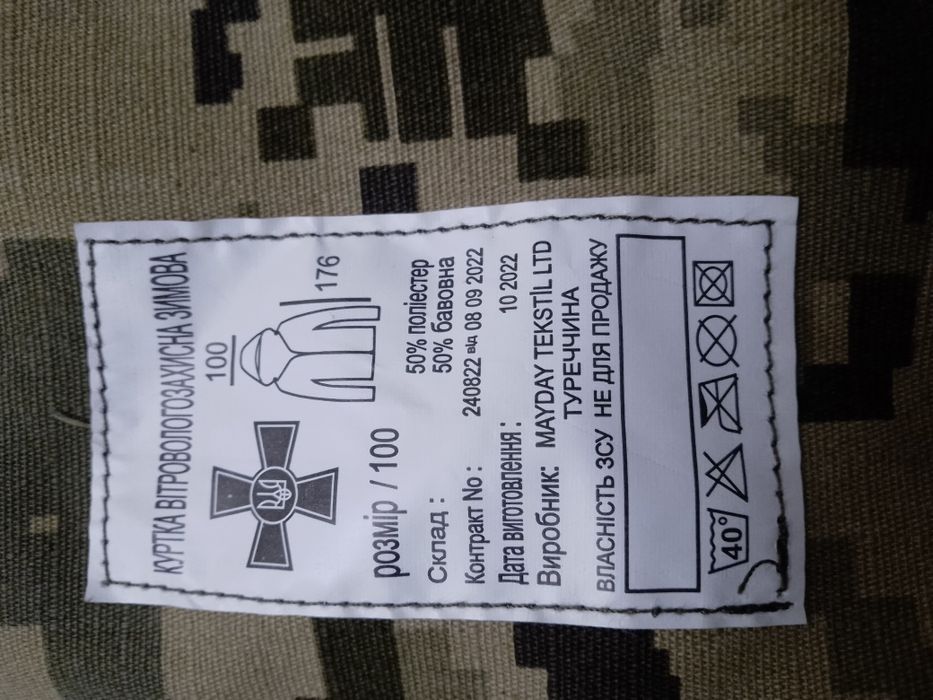 КУРТКА ВІТРОВОЛОГОЗАХИСНА ЗИМОВА
100
176
розмір / 100
Склад : 50% поліестер
50% бавовна
Контракт No : 240822 від 08 09 2022
Дата виготовлення : 10 2022
Виробник: MAYDAY TEKSTİL LTD
ТУРЕЧЧИНА
ВЛАСНІСТЬ ЗСУ НЕ ДЛЯ ПРОДАЖУ
40°